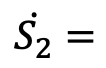 Ṡ₂ =